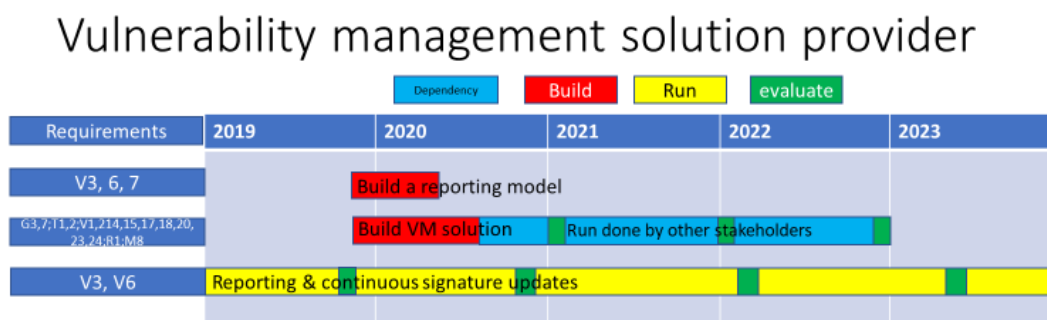 Vulnerability management solution provider
Dependency Build Run evaluate
Requirements 2019 2020 2021 2022 2023
V3, 6, 7 Build a reporting model
G3,7;T1,2;V1,214,15,17,18,20,
23,24;R1;M8
Build VM solution Run done by other stakeholders
V3, V6 Reporting & continuous signature updates